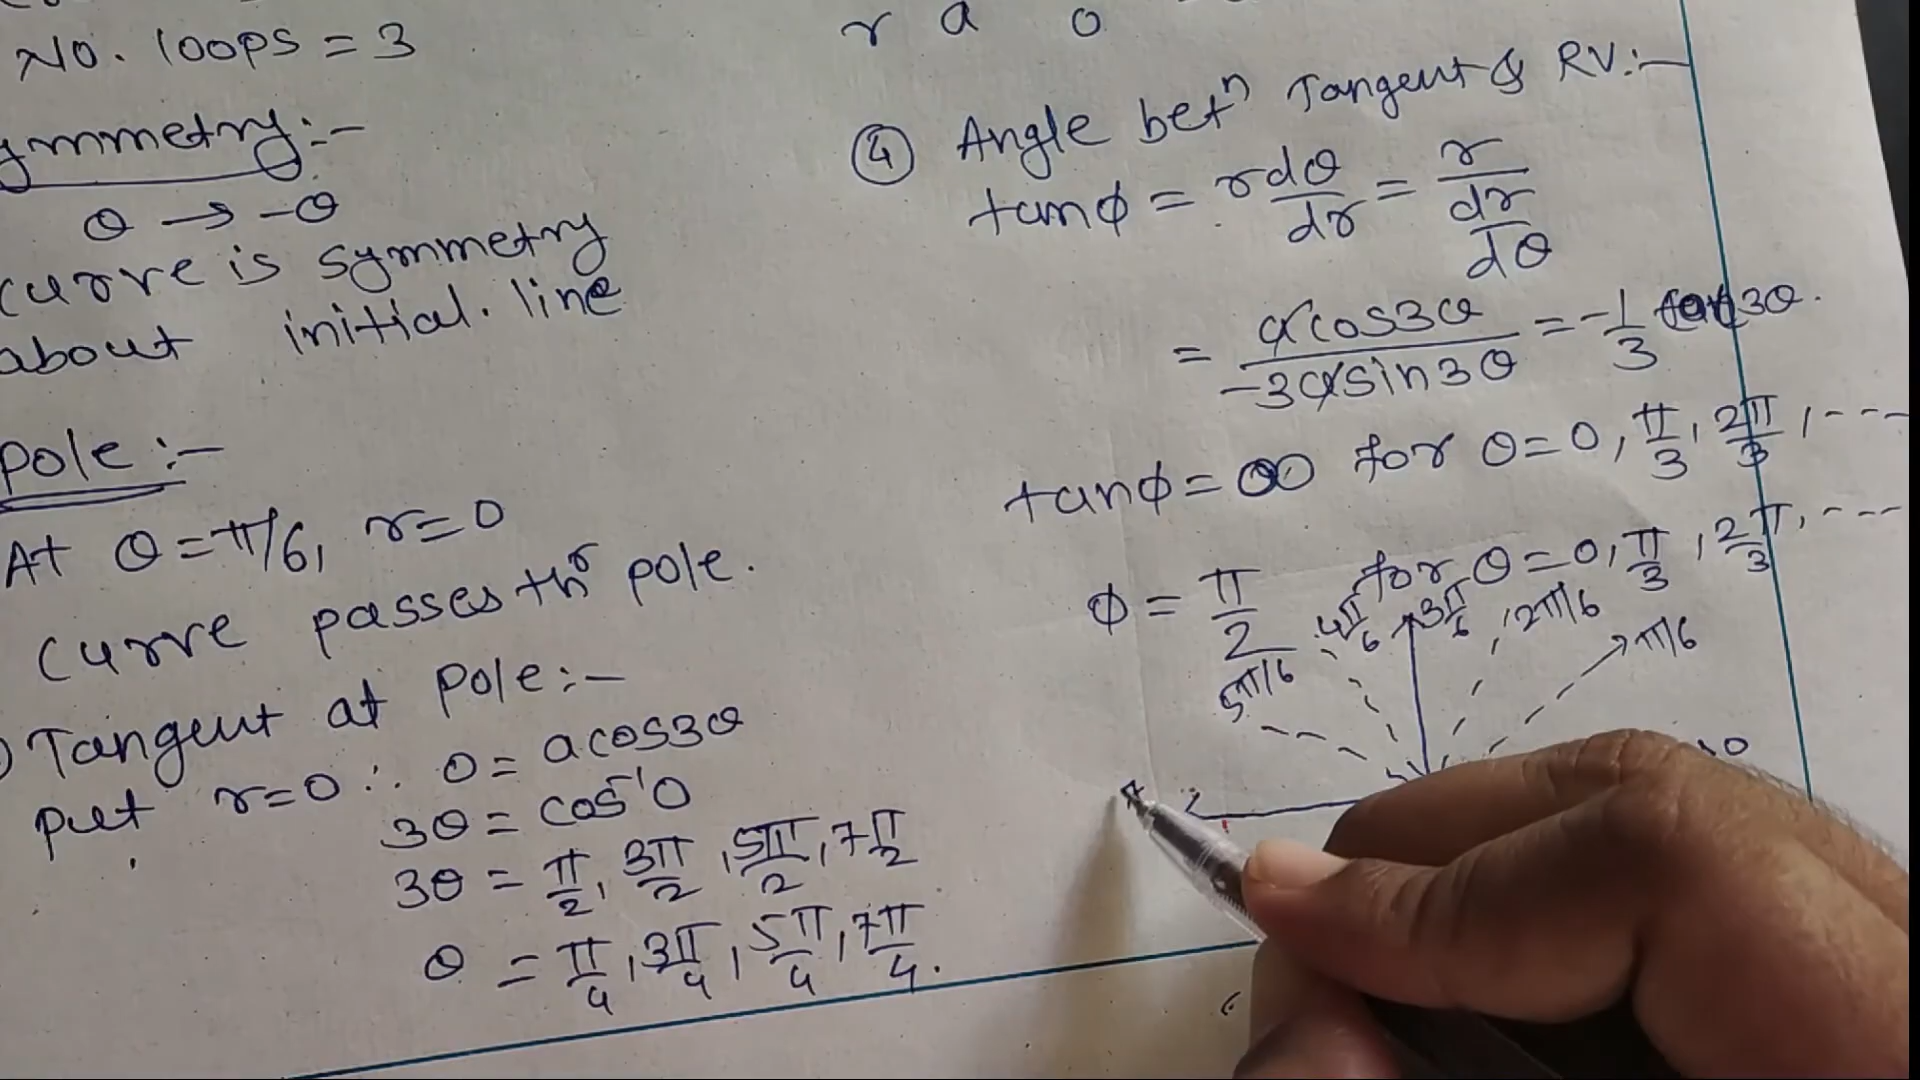 No. loops = 3
ymmetry:-
θ → -θ
curve is symmetry
about initial. line
pole:-
At θ = π/6, r = 0
curve passes thr pole.
Tangent at pole:-
put r=0 ∴ 0 = acos3θ
3θ = cos⁻¹0
3θ = π/2, 3π/2, 5π/2, 7π/2
θ = π/4, 3π/4, 5π/4, 7π/4.
r a 0
④ Angle betⁿ Tangent & RV:-
tanϕ = r dθ/dr = r/(dr/dθ)
= acos3θ/-3asin3θ = -1/3 cot3θ.
tanϕ = ∞ for θ = 0, π/3, 2π/3, ---
ϕ = π/2 for θ = 0, π/3, 2π/3, ---
5π/6 4π/6 3π/6 2π/6 π/6